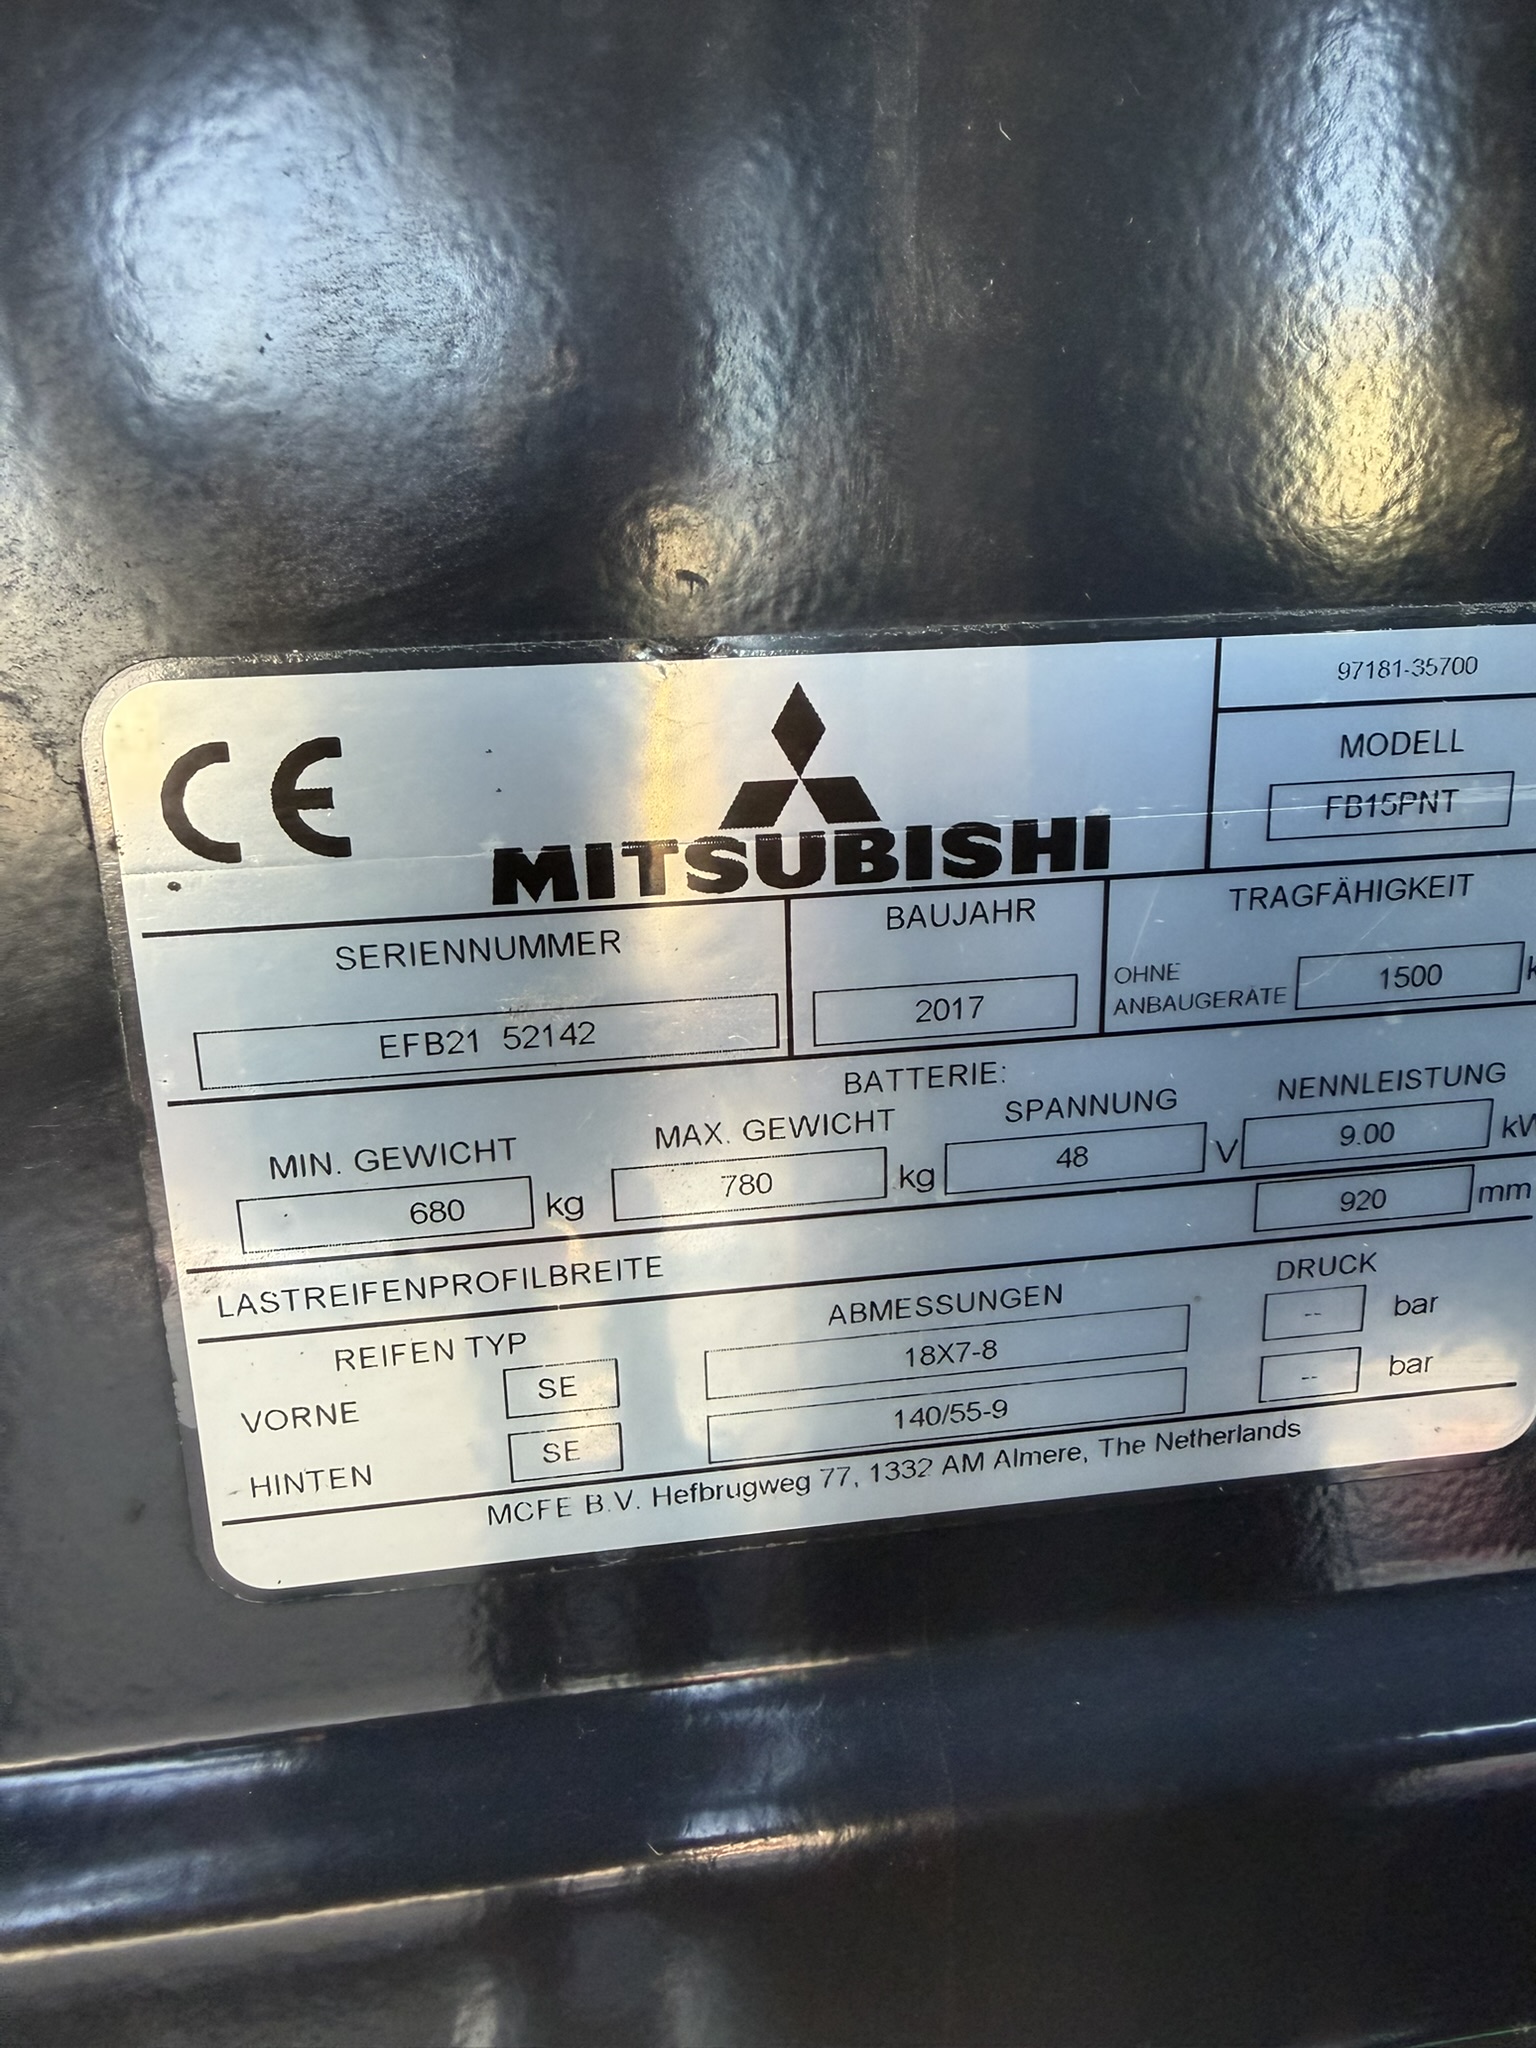 CE
97181-35700
MODELL
FB15PNT
MITSUBISHI
SERIENNUMMER
EFB21 52142
BAUJAHR
2017
TRAGFÄHIGKEIT
OHNE
ANBAUGERÄTE 1500
BATTERIE:
MIN. GEWICHT MAX. GEWICHT SPANNUNG NENNLEISTUNG
680 kg 780 kg 48 V 9.00 kW
LASTREIFENPROFILBREITE 920 mm
REIFEN TYP ABMESSUNGEN DRUCK
VORNE SE 18X7-8 -- bar
HINTEN SE 140/55-9 -- bar
MCFE B.V. Hefbrugweg 77, 1332 AM Almere, The Netherlands